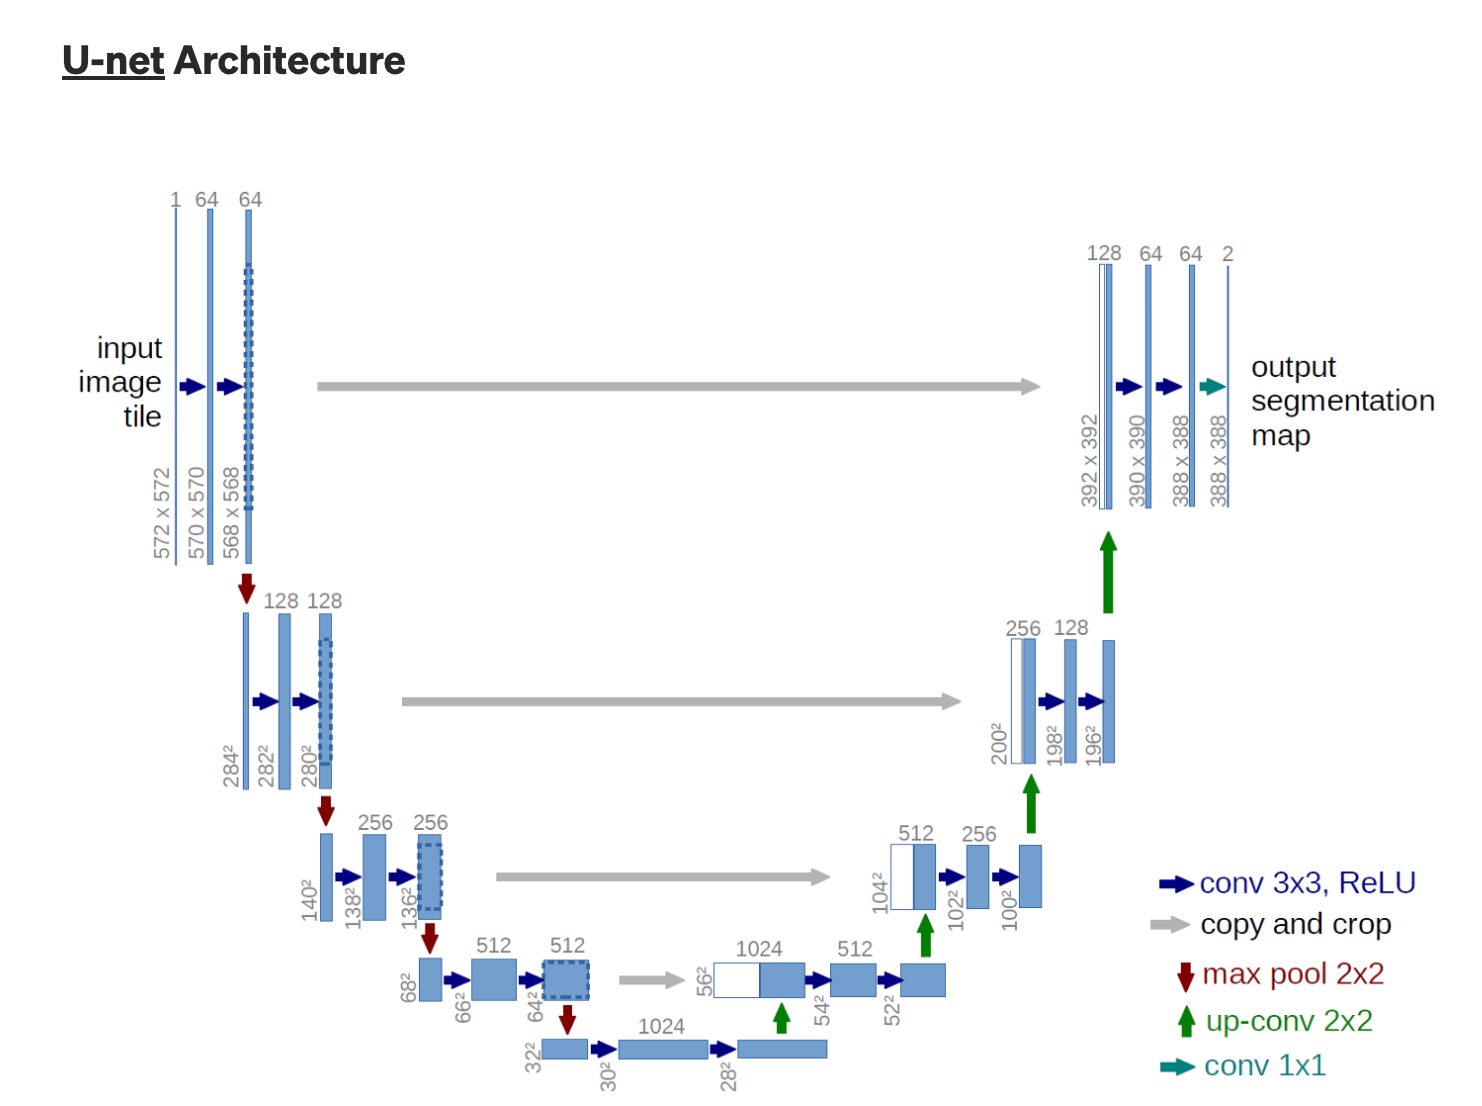 U-net Architecture
1 64 64
128 64 64 2
input
image
tile
output
segmentation
map
572 x 572
570 x 570
568 x 568
392 x 392
390 x 390
388 x 388
388 x 388
128 128
256 128
284²
282²
280²
200²
198²
196²
256 256
512 256
140²
138²
136²
104²
102²
100²
512 512
1024 512
68²
66²
64²
56²
54²
52²
1024
32²
30²
28²
conv 3x3, ReLU
copy and crop
max pool 2x2
up-conv 2x2
conv 1x1